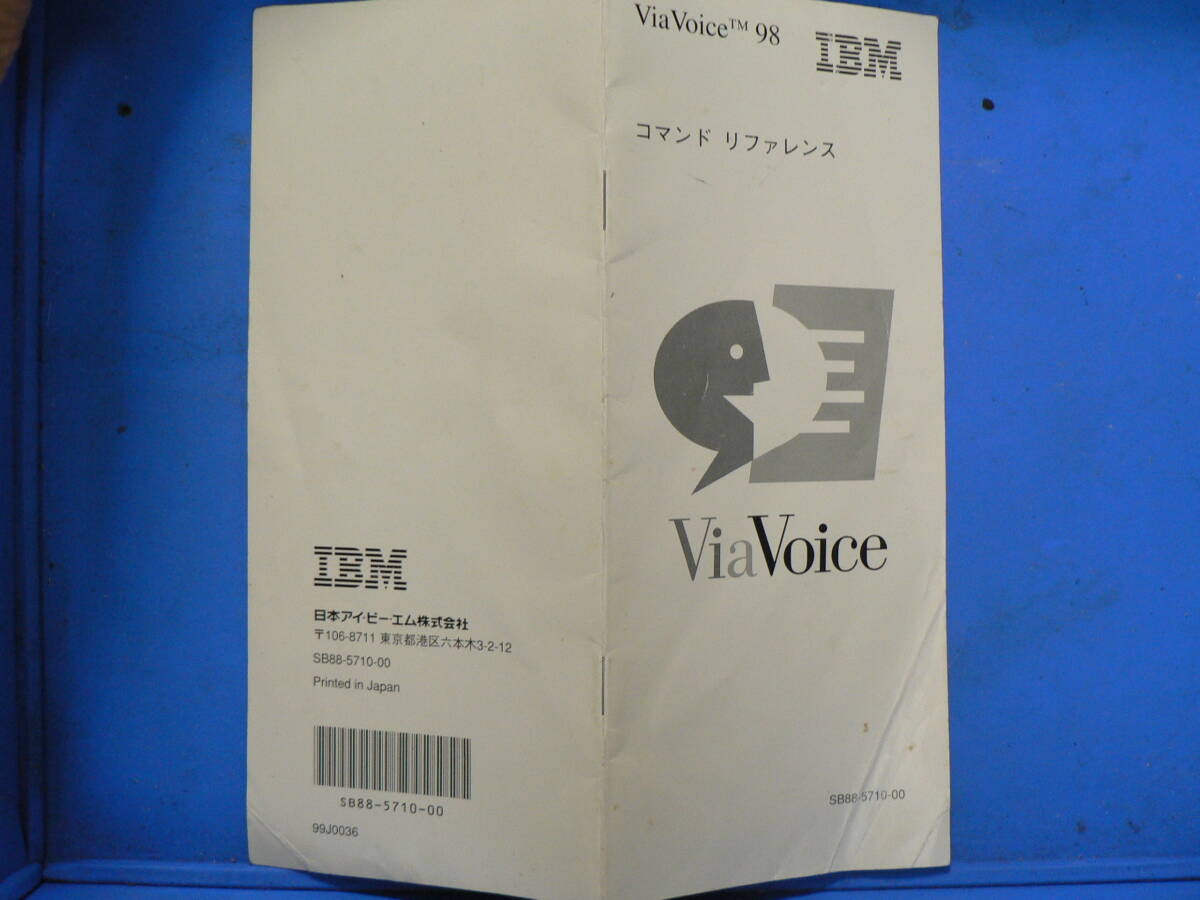 ViaVoice™ 98
IBM
コマンド リファレンス
ViaVoice
SB88-5710-00
IBM
日本アイ・ビー・エム株式会社
〒106-8711 東京都港区六本木3-2-12
SB88-5710-00
Printed in Japan
SB88-5710-00
99J0036